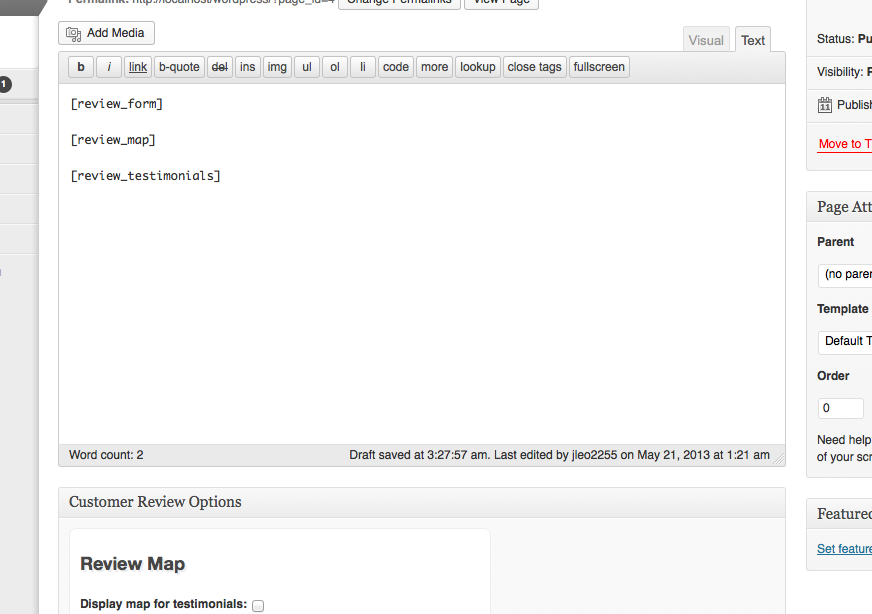 Permalink: http://localhost/wordpress/?page_id=4 Change Permalinks View Page
Add Media
Visual Text
b i link b-quote del ins img ul ol li code more lookup close tags fullscreen
[review_form]
[review_map]
[review_testimonials]
Word count: 2 Draft saved at 3:27:57 am. Last edited by jleo2255 on May 21, 2013 at 1:21 am
Customer Review Options
Review Map
Display map for testimonials:
1
Status: Pu
Visibility: P
11 Publish
Move to T
Page Att
Parent
(no paren
Template
Default T
Order
0
Need help
of your scr
Featured
Set feature